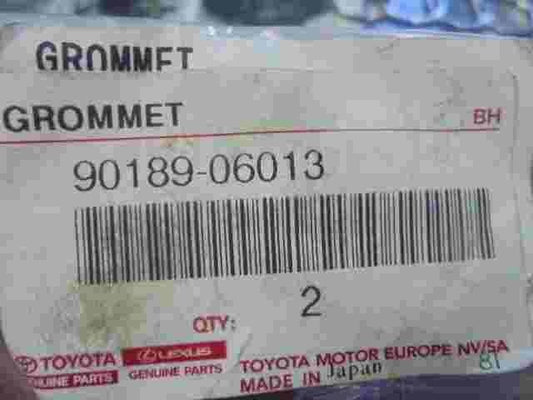 GROMMET
GROMMET BH
90189-06013
QTY: 2
TOYOTA LEXUS TOYOTA MOTOR EUROPE NV/SA
GENUINE PARTS GENUINE PARTS MADE IN Japan 81